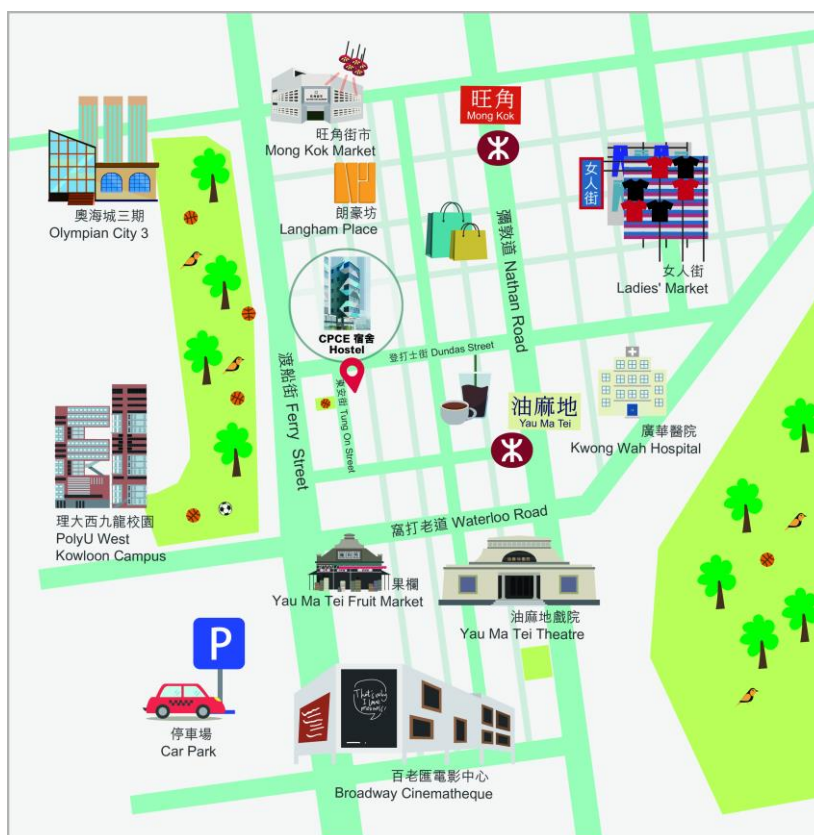 旺角
Mong Kok
旺角街市
Mong Kok Market
女人街
奧海城三期
Olympian City 3
朗豪坊
Langham Place
彌敦道 Nathan Road
女人街
Ladies' Market
CPCE 宿舍
Hostel
登打士街 Dundas Street
渡船街 Ferry Street
東安街 Tung On Street
油麻地
Yau Ma Tei
廣華醫院
Kwong Wah Hospital
理大西九龍校園
PolyU West
Kowloon Campus
窩打老道 Waterloo Road
果欄
Yau Ma Tei Fruit Market
油麻地戲院
Yau Ma Tei Theatre
P
That's why
I love
停車場
Car Park
百老匯電影中心
Broadway Cinematheque